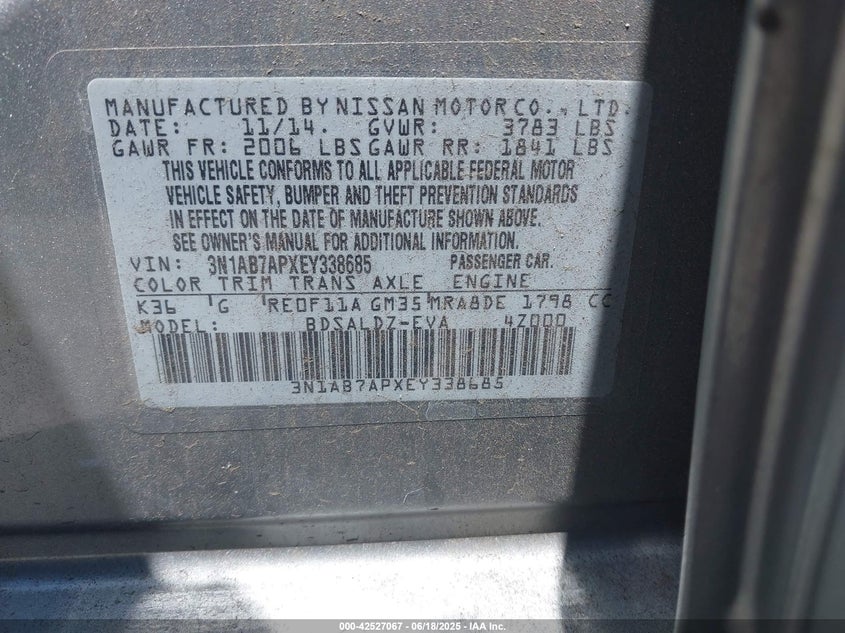 MANUFACTURED BY NISSAN MOTOR CO., LTD.
DATE: 11/14. GVWR: 3783 LBS
GAWR FR: 2006 LBS GAWR RR: 1841 LBS
THIS VEHICLE CONFORMS TO ALL APPLICABLE FEDERAL MOTOR
VEHICLE SAFETY, BUMPER AND THEFT PREVENTION STANDARDS
IN EFFECT ON THE DATE OF MANUFACTURE SHOWN ABOVE.
SEE OWNER'S MANUAL FOR ADDITIONAL INFORMATION.
VIN: 3N1AB7APXEY338685 PASSENGER CAR.
COLOR TRIM TRANS AXLE ENGINE
K36 'G 'RE0F11A GM35 'MRA8DE 1798 CC
MODEL: BDSALDZ-EVA 4Z000
3N1AB7APXEY338685
000-42527067 - 06/18/2025 - IAA Inc.